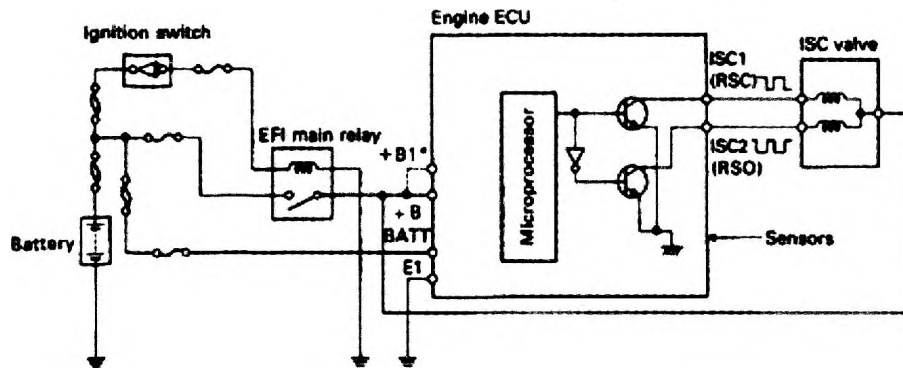 Engine ECU
Ignition switch
ISC1
(RSC)
ISC valve
EFI main relay
+B1*
Microprocessor
ISC2
(RSO)
+B
BATT
Battery
Sensors
E1